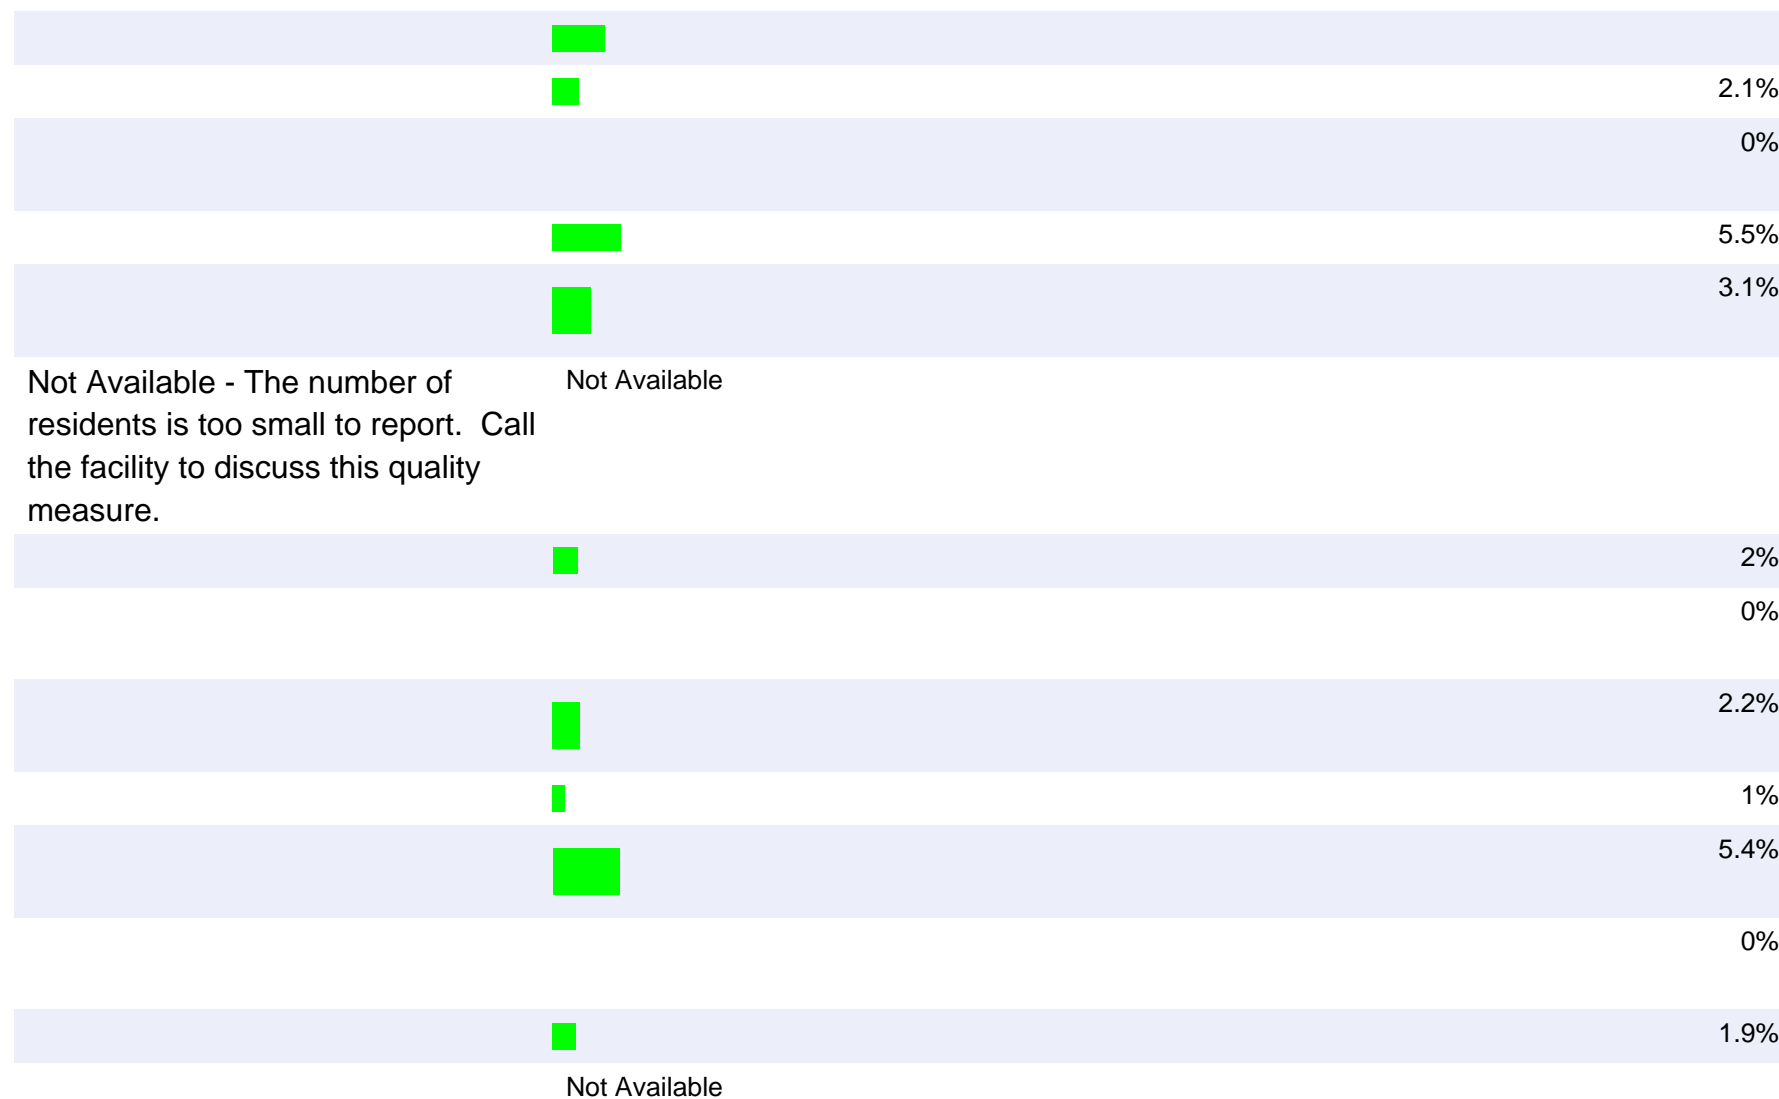 2.1%
0%
5.5%
3.1%
Not Available - The number of
Not Available
residents is too small to report.  Call
the facility to discuss this quality
measure.
2%
0%
2.2%
1%
5.4%
0%
1.9%
Not Available